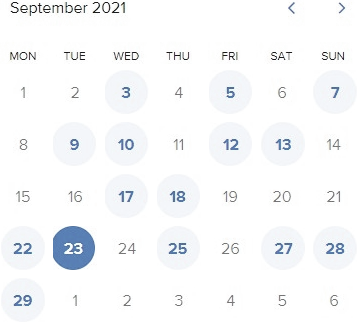 September 2021
MON TUE WED THU FRI SAT SUN
1 2 3 4 5 6 7
8 9 10 11 12 13 14
15 16 17 18 19 20 21
22 23 24 25 26 27 28
29 1 2 3 4 5 6